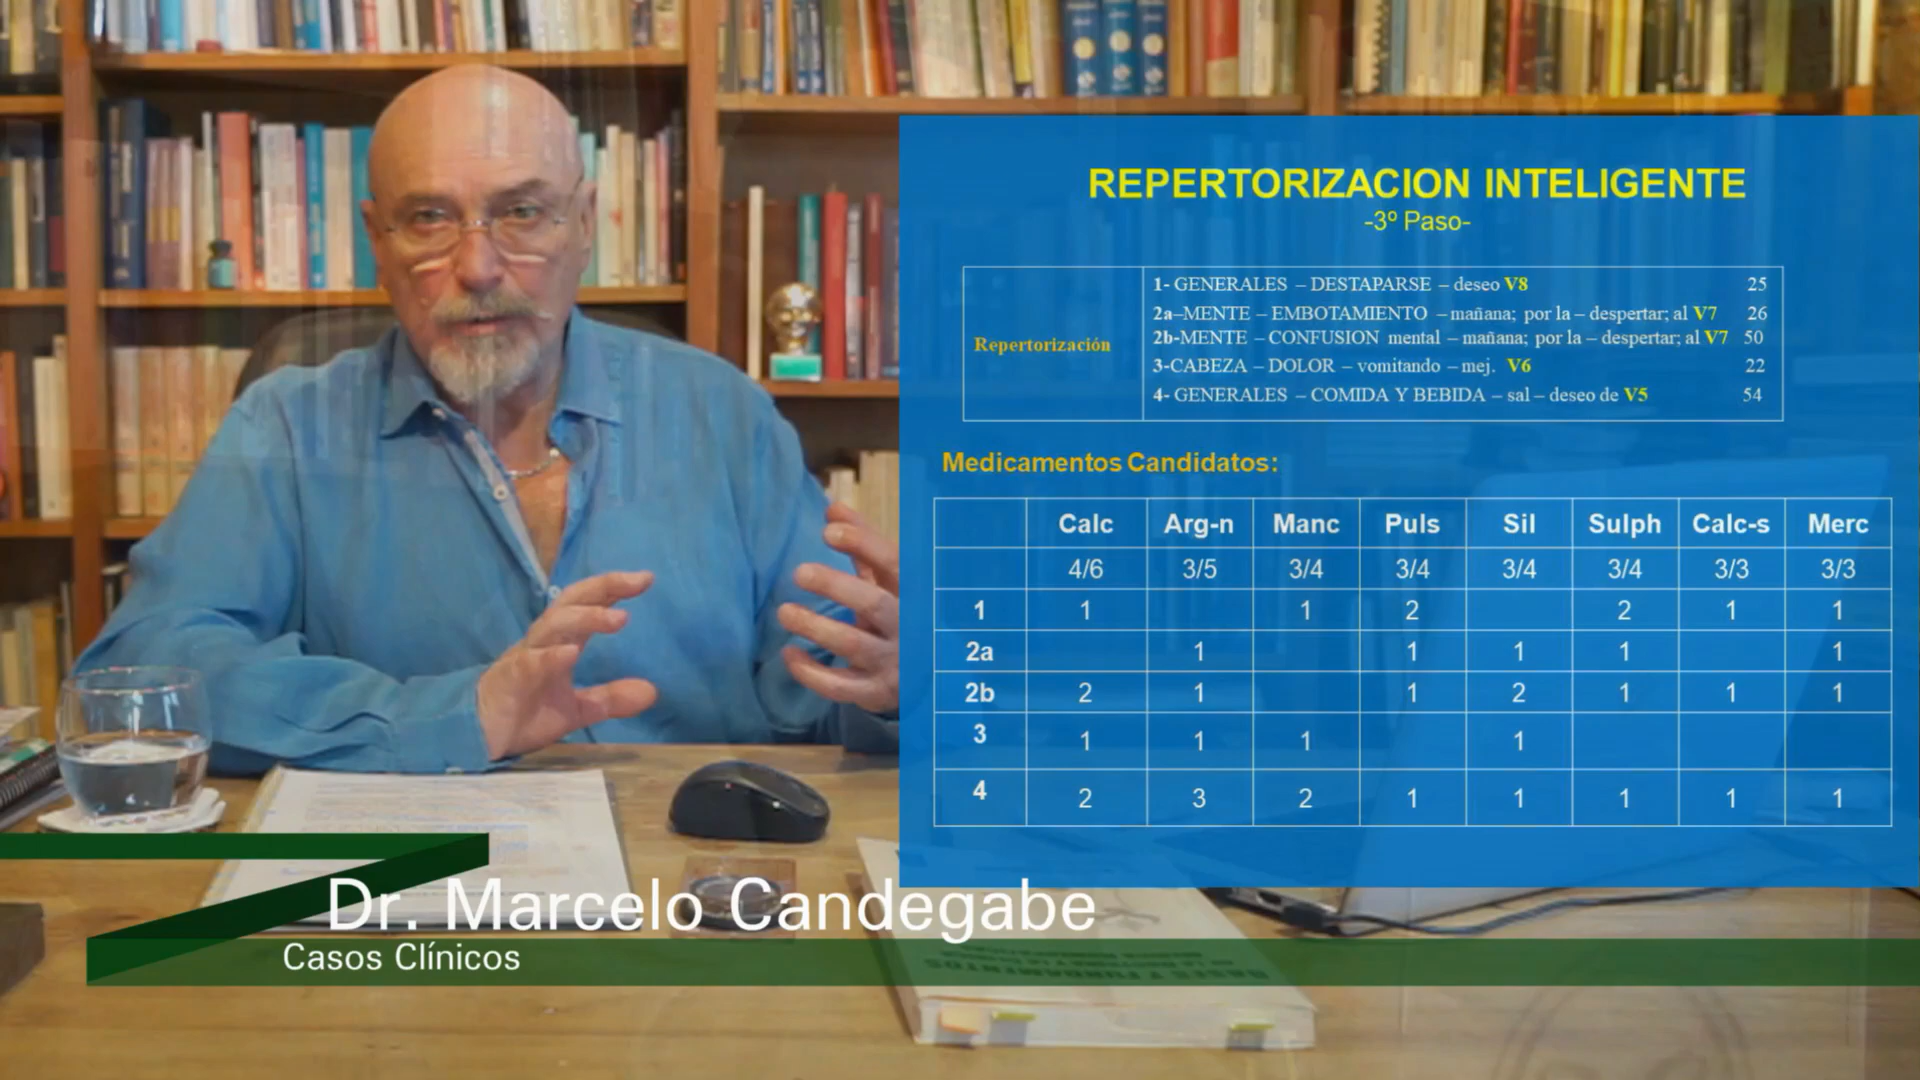 REPERTORIZACION INTELIGENTE
-3º Paso-
Repertorización
1- GENERALES – DESTAPARSE – deseo V8 25
2a–MENTE – EMBOTAMIENTO – mañana; por la – despertar; al V7 26
2b-MENTE – CONFUSION mental – mañana; por la – despertar; al V7 50
3-CABEZA – DOLOR – vomitando – mej. V6 22
4- GENERALES – COMIDA Y BEBIDA – sal – deseo de V5 54
Medicamentos Candidatos:
Calc Arg-n Manc Puls Sil Sulph Calc-s Merc
4/6 3/5 3/4 3/4 3/4 3/4 3/3 3/3
1 1 1 2 2 1 1
2a 1 1 1 1 1
2b 2 1 1 2 1 1 1
3 1 1 1 1
4 2 3 2 1 1 1 1 1
Dr. Marcelo Candegabe
Casos Clínicos
BASES Y FUNDAMENTOS